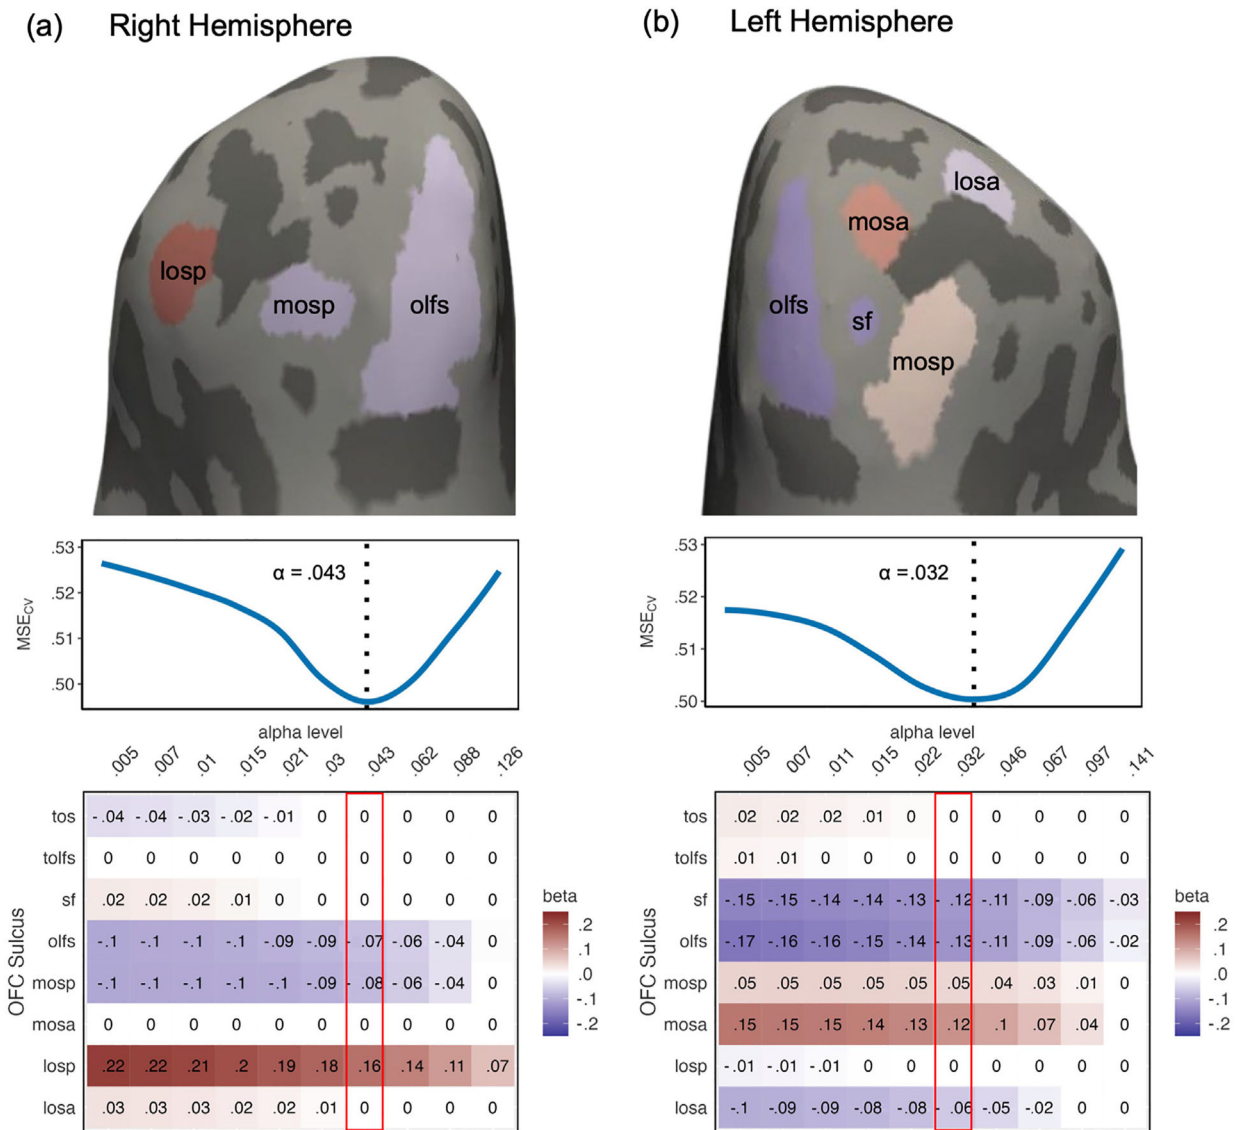 (a) Right Hemisphere
(b) Left Hemisphere
losp
mosp
olfs
losa
mosa
olfs
sf
mosp
.53
.52
.51
.50
MSECV
α = .043
.53
.52
.51
.50
MSECV
α = .032
alpha level
.005 .007 .01 .015 .021 .03 .043 .062 .088 .126
OFC Sulcus
tos -.04 -.04 -.03 -.02 -.01 0 0 0 0 0
tolfs 0 0 0 0 0 0 0 0 0 0
sf .02 .02 .02 .01 0 0 0 0 0 0
olfs -.1 -.1 -.1 -.1 -.09 -.09 -.07 -.06 -.04 0
mosp -.1 -.1 -.1 -.1 -.1 -.09 -.08 -.06 -.04 0
mosa 0 0 0 0 0 0 0 0 0 0
losp .22 .22 .21 .2 .19 .18 .16 .14 .11 .07
losa .03 .03 .03 .02 .02 .01 0 0 0 0
beta
.2
.1
.0
-.1
-.2
alpha level
.005 007 .011 .015 .022 .032 .046 .067 .097 .141
OFC Sulcus
tos .02 .02 .02 .01 0 0 0 0 0 0
tolfs .01 .01 0 0 0 0 0 0 0 0
sf -.15 -.15 -.14 -.14 -.13 -.12 -.11 -.09 -.06 -.03
olfs -.17 -.16 -.16 -.15 -.14 -.13 -.11 -.09 -.06 -.02
mosp .05 .05 .05 .05 .05 .05 .04 .03 .01 0
mosa .15 .15 .15 .14 .13 .12 .1 .07 .04 0
losp -.01 -.01 -.01 0 0 0 0 0 0 0
losa -.1 -.09 -.09 -.08 -.08 -.06 -.05 -.02 0 0
beta
.2
.1
.0
-.1
-.2